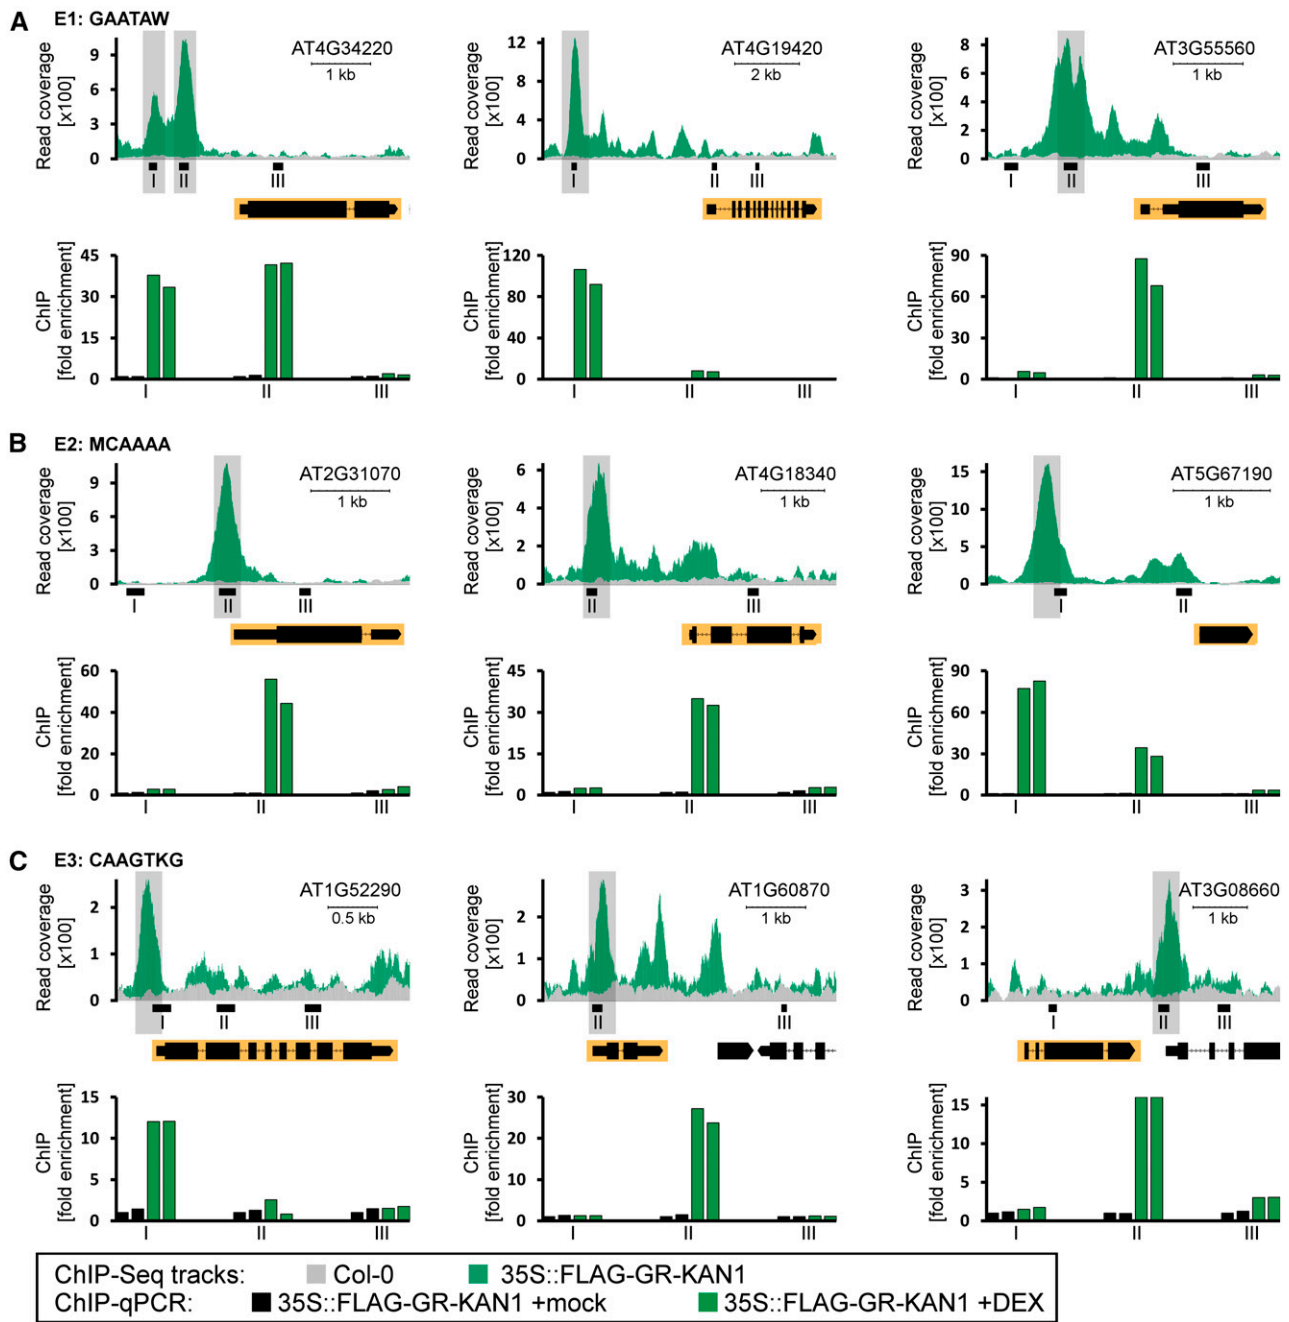 A E1: GAATAW
Read coverage [x100]
9
6
3
0
AT4G34220
1 kb
I II III
Read coverage [x100]
12
8
4
0
AT4G19420
2 kb
I II III
Read coverage [x100]
8
6
4
2
0
AT3G55560
1 kb
I II III
ChIP [fold enrichment]
45
30
15
0
I II III
ChIP [fold enrichment]
120
80
40
0
I II III
ChIP [fold enrichment]
90
60
30
0
I II III
B E2: MCAAAA
Read coverage [x100]
9
6
3
0
AT2G31070
1 kb
I II III
Read coverage [x100]
6
4
2
0
AT4G18340
1 kb
II III
Read coverage [x100]
15
10
5
0
AT5G67190
1 kb
I II
ChIP [fold enrichment]
60
40
20
0
I II III
ChIP [fold enrichment]
45
30
15
0
I II III
ChIP [fold enrichment]
90
60
30
0
I II III
C E3: CAAGTKG
Read coverage [x100]
2
1
0
AT1G52290
0.5 kb
I II III
Read coverage [x100]
2
1
0
AT1G60870
1 kb
II III
Read coverage [x100]
3
2
1
0
AT3G08660
1 kb
I II III
ChIP [fold enrichment]
15
10
5
0
I II III
ChIP [fold enrichment]
30
20
10
0
I II III
ChIP [fold enrichment]
15
10
5
0
I II III
ChIP-Seq tracks: Col-0 35S::FLAG-GR-KAN1
ChIP-qPCR: 35S::FLAG-GR-KAN1 +mock 35S::FLAG-GR-KAN1 +DEX